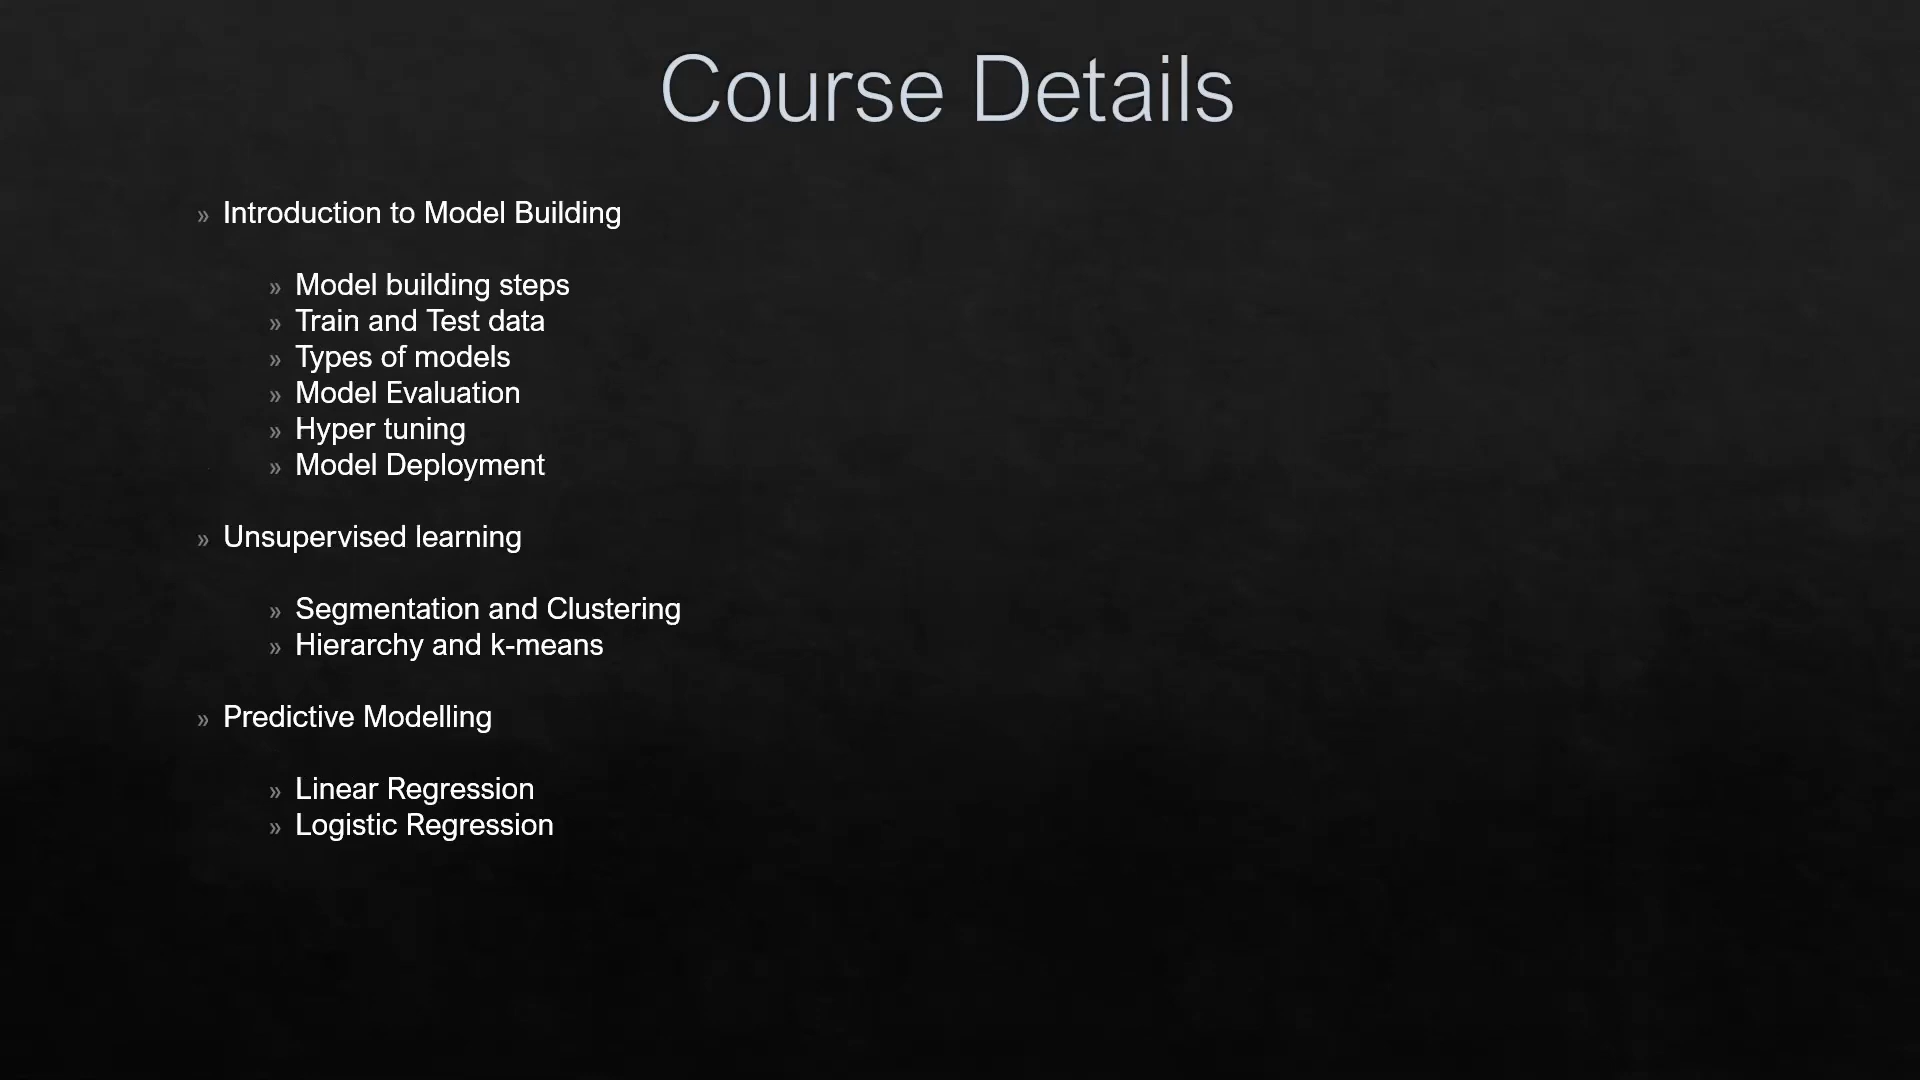 Course Details
» Introduction to Model Building
» Model building steps
» Train and Test data
» Types of models
» Model Evaluation
» Hyper tuning
» Model Deployment
» Unsupervised learning
» Segmentation and Clustering
» Hierarchy and k-means
» Predictive Modelling
» Linear Regression
» Logistic Regression